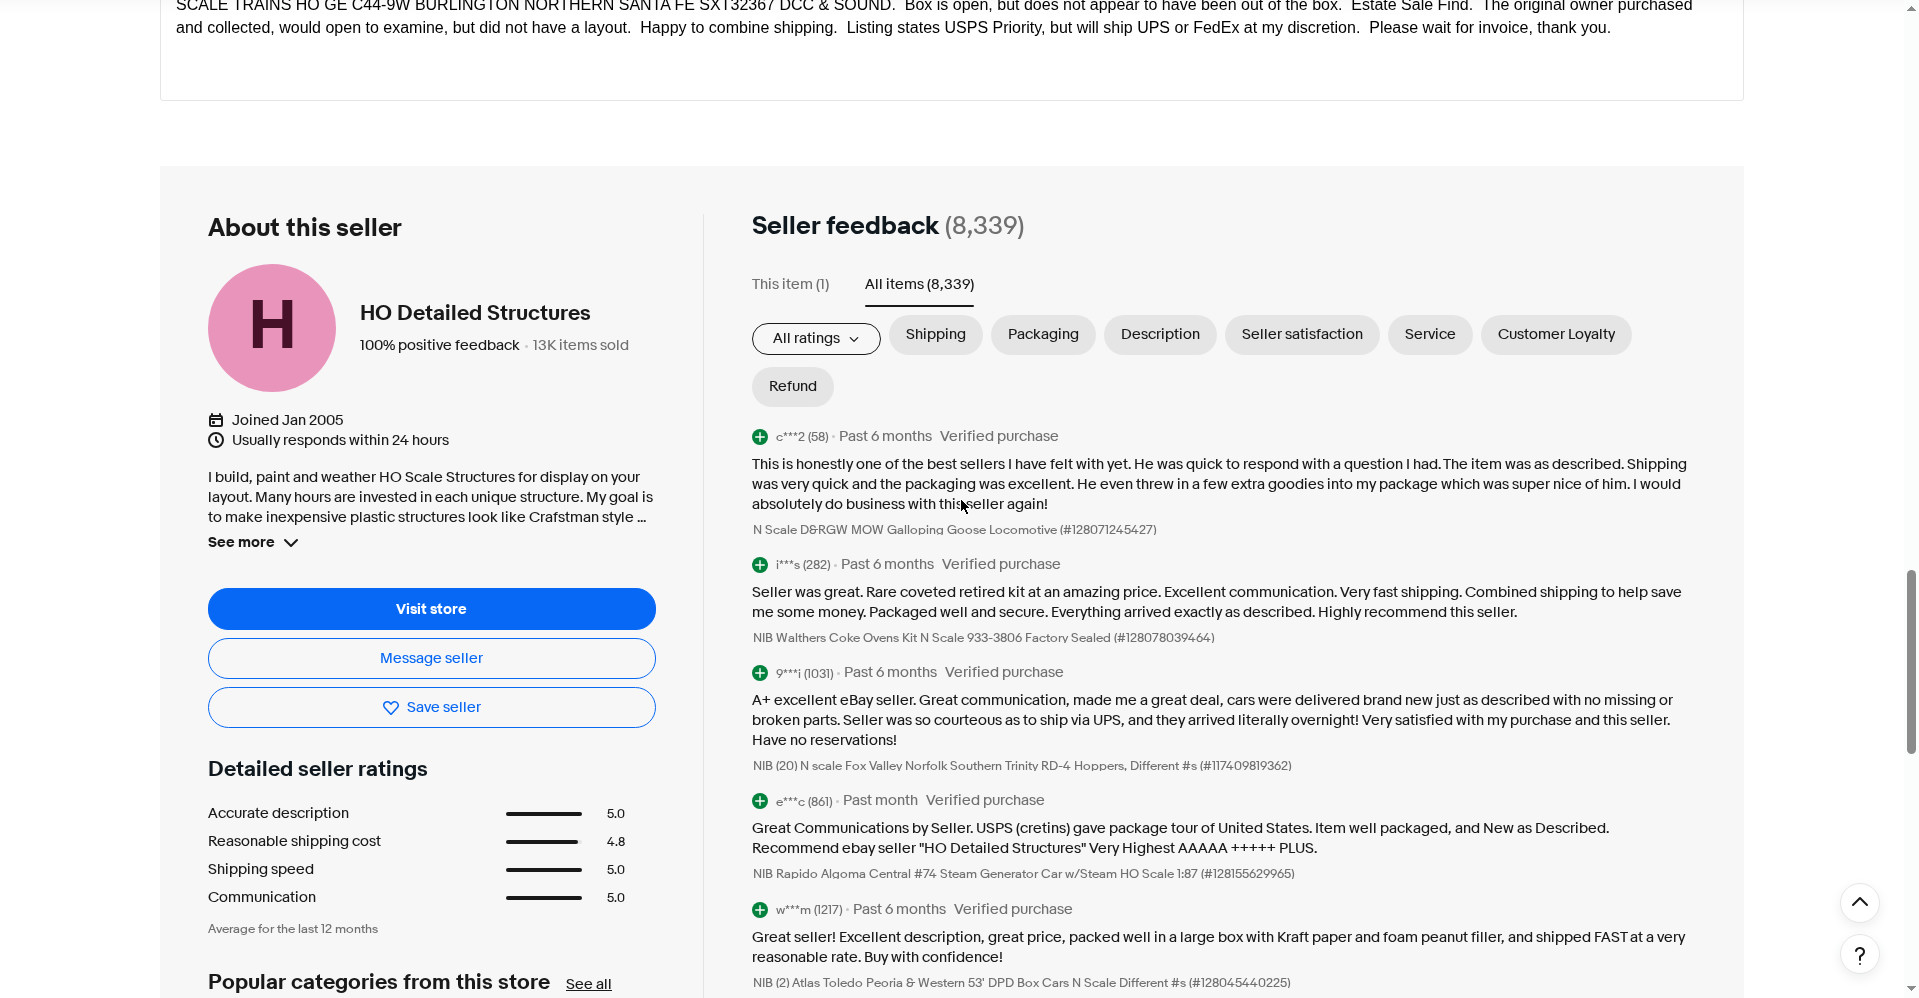 SCALE TRAINS HO GE C44-9W BURLINGTON NORTHERN SANTA FE SXT32367 DCC & SOUND.  Box is open, but does not appear to have been out of the box.  Estate Sale Find.  The original owner purchased
and collected, would open to examine, but did not have a layout.  Happy to combine shipping.  Listing states USPS Priority, but will ship UPS or FedEx at my discretion.  Please wait for invoice, thank you.
About this seller
H
HO Detailed Structures
100% positive feedback · 13K items sold
Joined Jan 2005
Usually responds within 24 hours
I build, paint and weather HO Scale Structures for display on your
layout. Many hours are invested in each unique structure. My goal is
to make inexpensive plastic structures look like Crafstman style ...
See more
Visit store
Message seller
Save seller
Detailed seller ratings
Accurate description 5.0
Reasonable shipping cost 4.8
Shipping speed 5.0
Communication 5.0
Average for the last 12 months
Popular categories from this store See all
Seller feedback (8,339)
This item (1) All items (8,339)
All ratings Shipping Packaging Description Seller satisfaction Service Customer Loyalty
Refund
c***2 (58) · Past 6 months Verified purchase
This is honestly one of the best sellers I have felt with yet. He was quick to respond with a question I had. The item was as described. Shipping
was very quick and the packaging was excellent. He even threw in a few extra goodies into my package which was super nice of him. I would
absolutely do business with this seller again!
N Scale D&RGW MOW Galloping Goose Locomotive (#128071245427)
i***s (282) · Past 6 months Verified purchase
Seller was great. Rare coveted retired kit at an amazing price. Excellent communication. Very fast shipping. Combined shipping to help save
me some money. Packaged well and secure. Everything arrived exactly as described. Highly recommend this seller.
NIB Walthers Coke Ovens Kit N Scale 933-3806 Factory Sealed (#128078039464)
9***i (1031) · Past 6 months Verified purchase
A+ excellent eBay seller. Great communication, made me a great deal, cars were delivered brand new just as described with no missing or
broken parts. Seller was so courteous as to ship via UPS, and they arrived literally overnight! Very satisfied with my purchase and this seller.
Have no reservations!
NIB (20) N scale Fox Valley Norfolk Southern Trinity RD-4 Hoppers, Different #s (#117409819362)
e***c (861) · Past month Verified purchase
Great Communications by Seller. USPS (cretins) gave package tour of United States. Item well packaged, and New as Described.
Recommend ebay seller "HO Detailed Structures" Very Highest AAAAA +++++ PLUS.
NIB Rapido Algoma Central #74 Steam Generator Car w/Steam HO Scale 1:87 (#128155629965)
w***m (1217) · Past 6 months Verified purchase
Great seller! Excellent description, great price, packed well in a large box with Kraft paper and foam peanut filler, and shipped FAST at a very
reasonable rate. Buy with confidence!
NIB (2) Atlas Toledo Peoria & Western 53' DPD Box Cars N Scale Different #s (#128045440225)
?